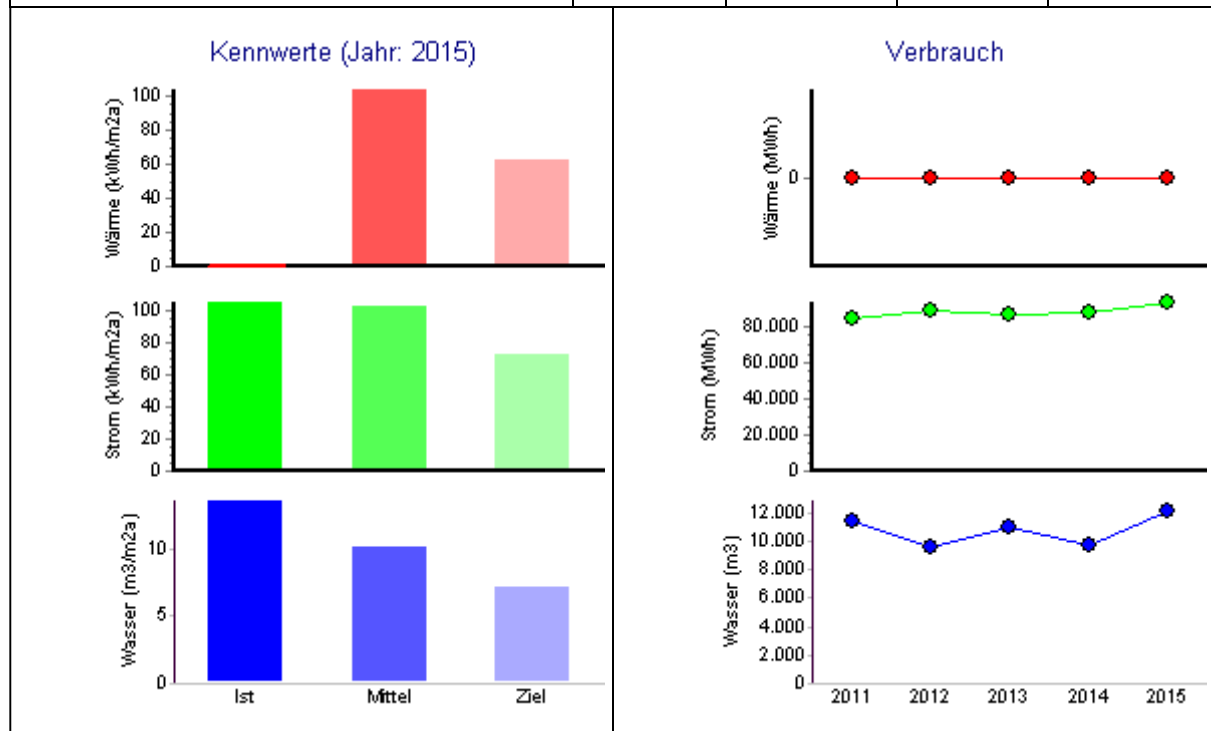 Kennwerte (Jahr: 2015)
Wärme (kWh/m2a)
100
80
60
40
20
0
Strom (kWh/m2a)
100
80
60
40
20
0
Wasser (m3/m2a)
10
5
0
Ist Mittel Ziel
Verbrauch
Wärme (MWh)
0
Strom (MWh)
80.000
60.000
40.000
20.000
0
Wasser (m3)
12.000
10.000
8.000
6.000
4.000
2.000
0
2011 2012 2013 2014 2015